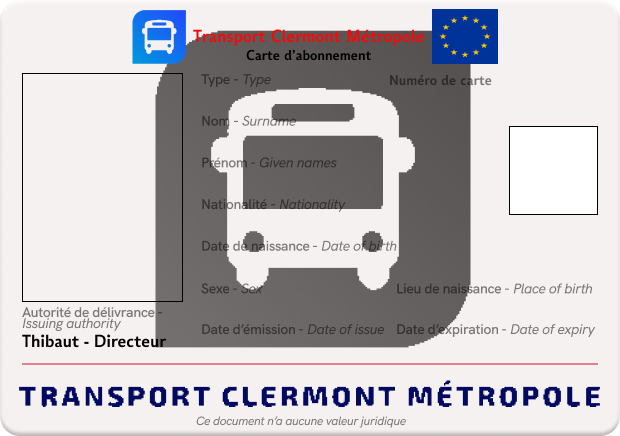 Transport Clermont Métropole
Carte d'abonnement
Type - Type
Numéro de carte
Nom - Surname
Prénom - Given names
Nationalité - Nationality
Date de naissance - Date of birth
Sexe - Sex
Lieu de naissance - Place of birth
Autorité de délivrance -
Issuing authority
Date d'émission - Date of issue
Date d'expiration - Date of expiry
Thibaut - Directeur
TRANSPORT CLERMONT MÉTROPOLE
Ce document n'a aucune valeur juridique